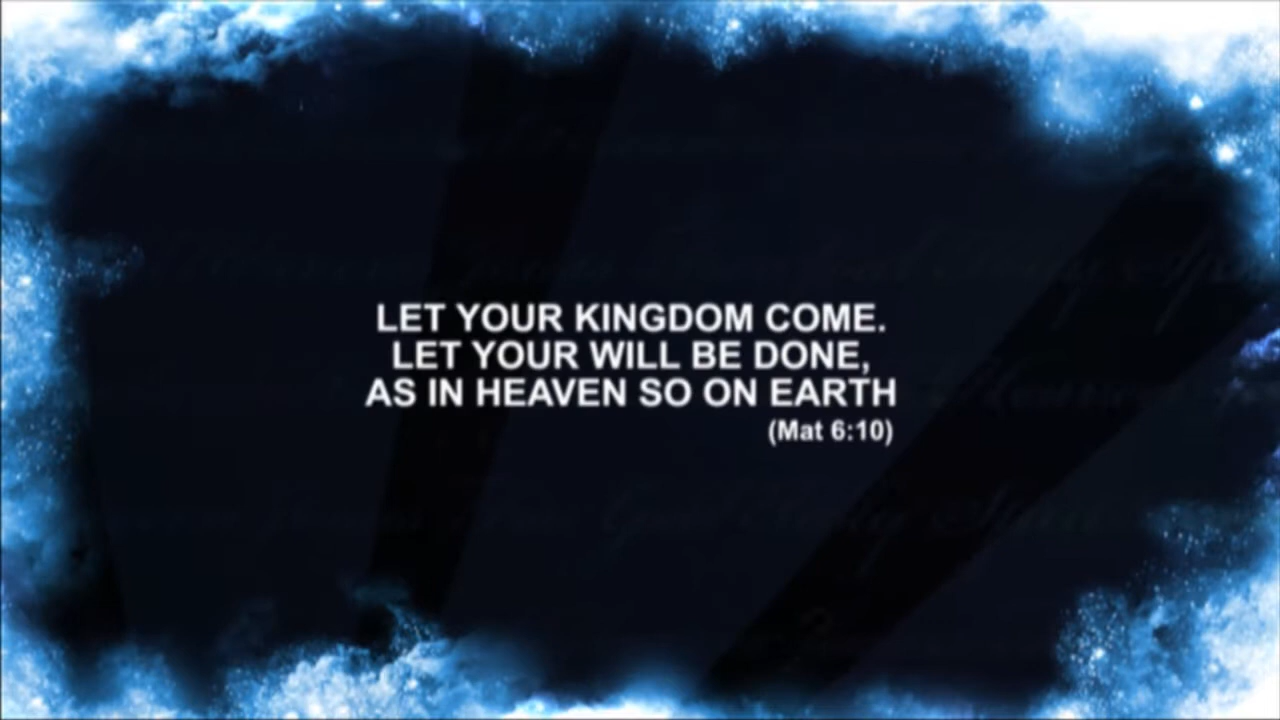 LET YOUR KINGDOM COME.
LET YOUR WILL BE DONE,
AS IN HEAVEN SO ON EARTH
(Mat 6:10)